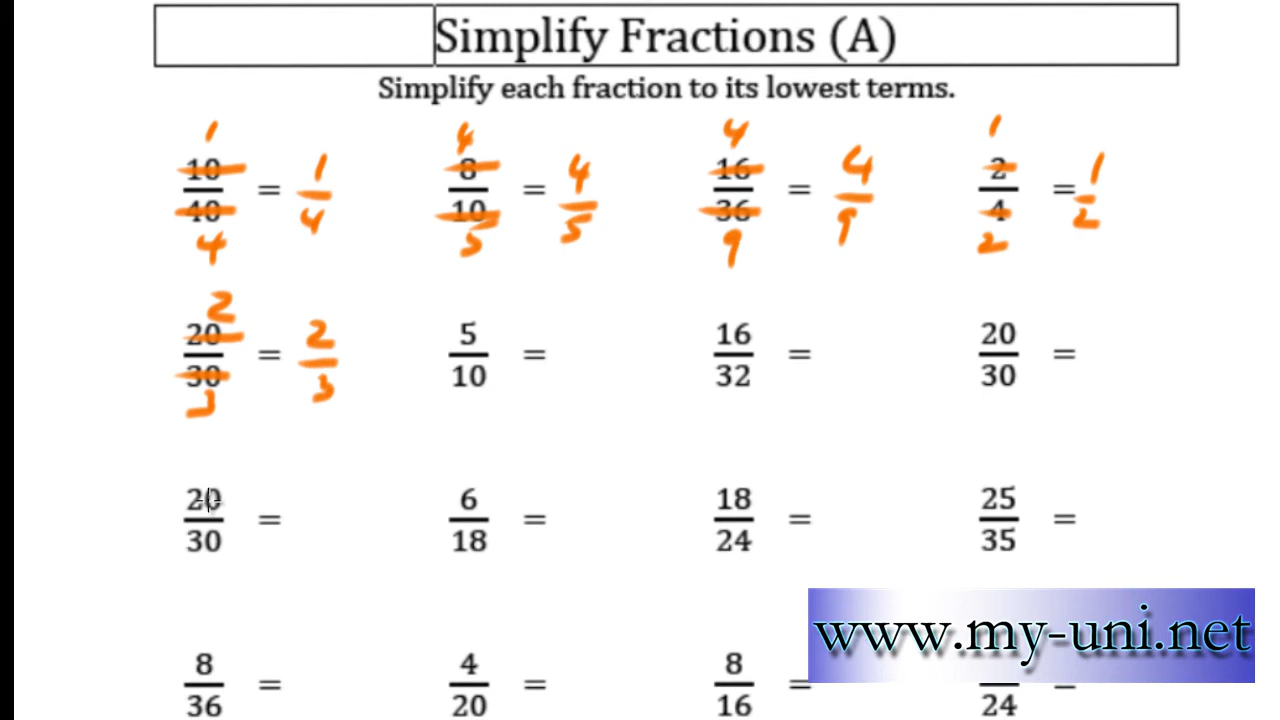 Simplify Fractions (A)
Simplify each fraction to its lowest terms.
1 4 4 1
10/40 = 1/4 8/10 = 4/5 16/36 = 4/9 2/4 = 1/2
4 5 9 2
2
20/30 = 2/3 5/10 = 16/32 = 20/30 =
3
20/30 = 6/18 = 18/24 = 25/35 =
www.my-uni.net
8/36 = 4/20 = 8/16 = /24 =